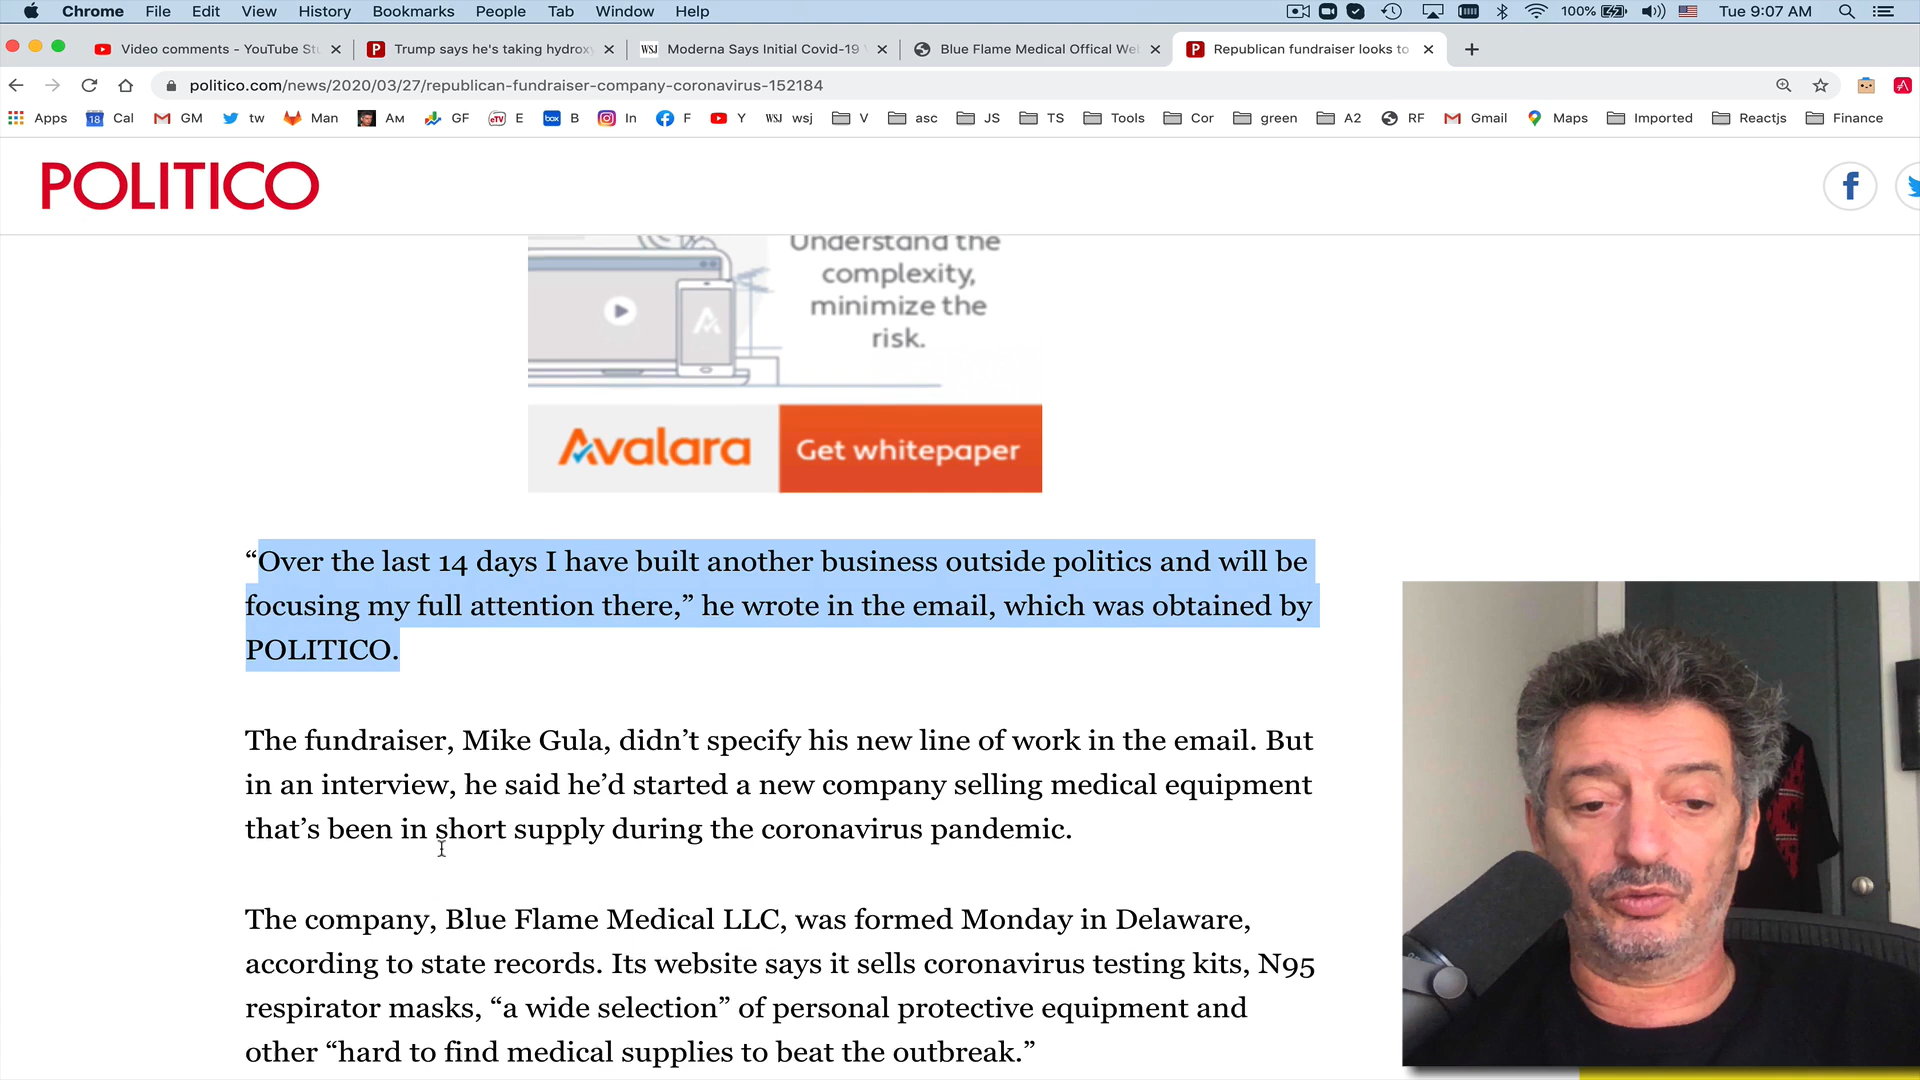 Chrome File Edit View History Bookmarks People Tab Window Help 100% Tue 9:07 AM
Video comments - YouTube St Trump says he's taking hydrox WSJ Moderna Says Initial Covid-19 Blue Flame Medical Offical We Republican fundraiser looks to
politico.com/news/2020/03/27/republican-fundraiser-company-coronavirus-152184
Apps 18 Cal GM tw Man Ам GF eTV E box B In F Y WSJ wsj V asc JS TS Tools Cor green A2 RF Gmail Maps Imported Reactjs Finance
POLITICO
Understand the
complexity,
minimize the
risk.
Avalara Get whitepaper
“Over the last 14 days I have built another business outside politics and will be
focusing my full attention there,” he wrote in the email, which was obtained by
POLITICO.
The fundraiser, Mike Gula, didn’t specify his new line of work in the email. But
in an interview, he said he’d started a new company selling medical equipment
that’s been in short supply during the coronavirus pandemic.
The company, Blue Flame Medical LLC, was formed Monday in Delaware,
according to state records. Its website says it sells coronavirus testing kits, N95
respirator masks, “a wide selection” of personal protective equipment and
other “hard to find medical supplies to beat the outbreak.”